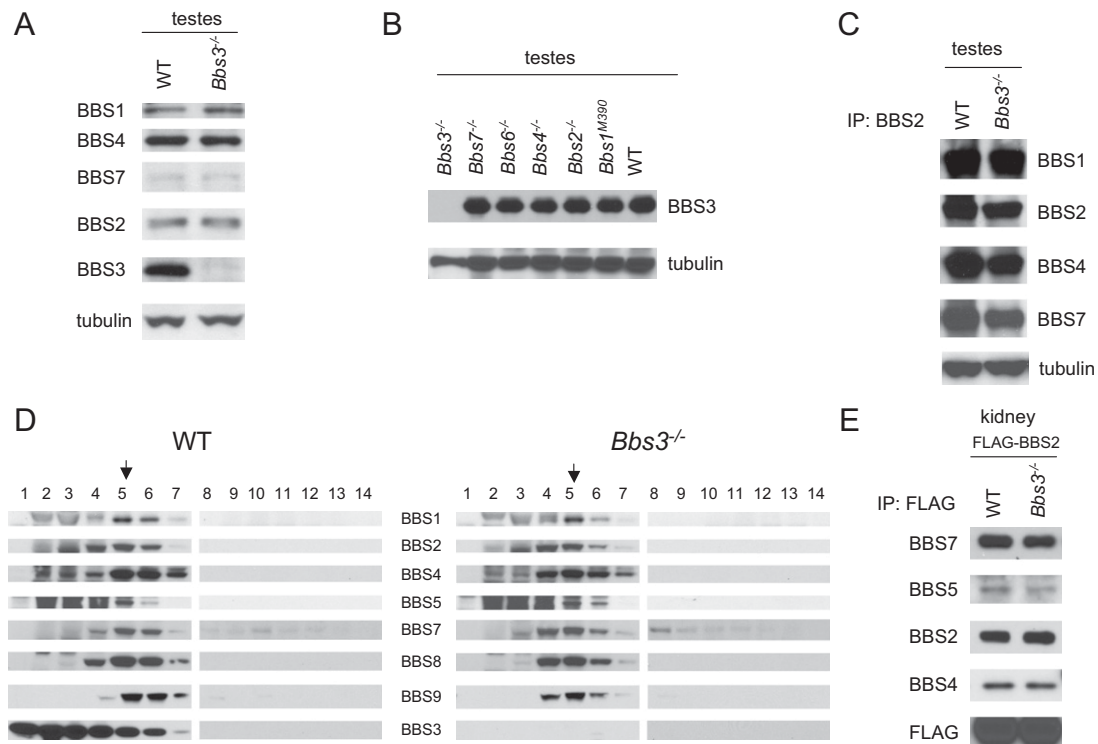 A
testes
WT
Bbs3-/-
BBS1
BBS4
BBS7
BBS2
BBS3
tubulin
B
testes
Bbs3-/-
Bbs7-/-
Bbs6-/-
Bbs4-/-
Bbs2-/-
Bbs1M390
WT
BBS3
tubulin
C
testes
IP: BBS2
WT
Bbs3-/-
BBS1
BBS2
BBS4
BBS7
tubulin
D
WT
Bbs3-/-
1 2 3 4 5 6 7 8 9 10 11 12 13 14
1 2 3 4 5 6 7 8 9 10 11 12 13 14
BBS1
BBS2
BBS4
BBS5
BBS7
BBS8
BBS9
BBS3
E
kidney
FLAG-BBS2
IP: FLAG
WT
Bbs3-/-
BBS7
BBS5
BBS2
BBS4
FLAG